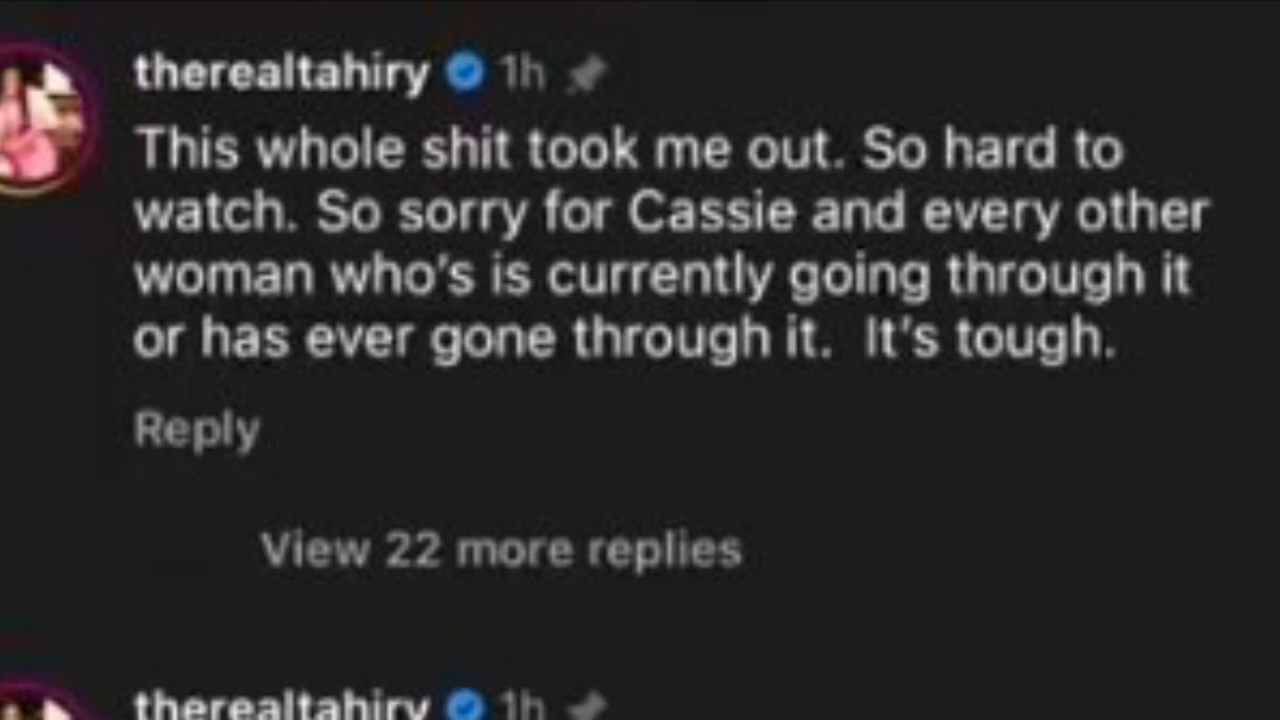 therealtahiry 1h
This whole shit took me out. So hard to
watch. So sorry for Cassie and every other
woman who's is currently going through it
or has ever gone through it.  It's tough.
Reply
View 22 more replies
therealtahiry 1h